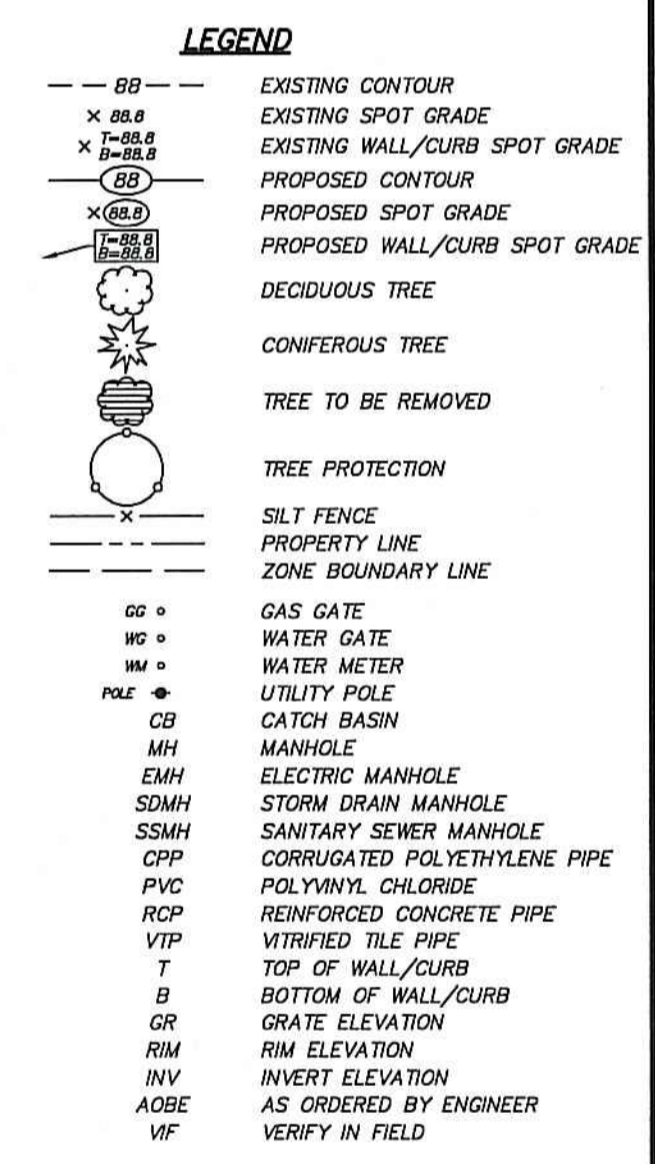 LEGEND
88 EXISTING CONTOUR
× 88.8 EXISTING SPOT GRADE
× T=88.8 B=88.8 EXISTING WALL/CURB SPOT GRADE
88 PROPOSED CONTOUR
× 88.8 PROPOSED SPOT GRADE
T=88.8 B=88.8 PROPOSED WALL/CURB SPOT GRADE
DECIDUOUS TREE
CONIFEROUS TREE
TREE TO BE REMOVED
TREE PROTECTION
× SILT FENCE
PROPERTY LINE
ZONE BOUNDARY LINE
GG GAS GATE
WG WATER GATE
WM WATER METER
POLE UTILITY POLE
CB CATCH BASIN
MH MANHOLE
EMH ELECTRIC MANHOLE
SDMH STORM DRAIN MANHOLE
SSMH SANITARY SEWER MANHOLE
CPP CORRUGATED POLYETHYLENE PIPE
PVC POLYVINYL CHLORIDE
RCP REINFORCED CONCRETE PIPE
VTP VITRIFIED TILE PIPE
T TOP OF WALL/CURB
B BOTTOM OF WALL/CURB
GR GRATE ELEVATION
RIM RIM ELEVATION
INV INVERT ELEVATION
AOBE AS ORDERED BY ENGINEER
VIF VERIFY IN FIELD